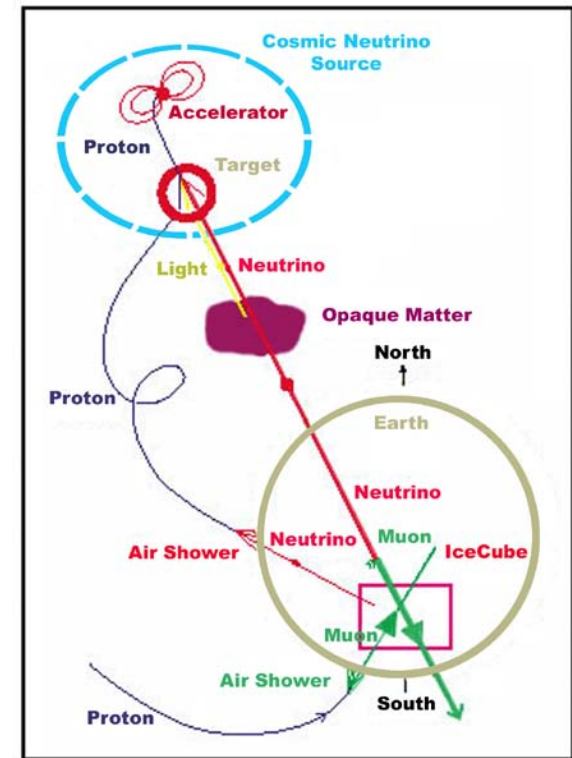 Cosmic Neutrino
Source
Accelerator
Proton
Target
Light
Neutrino
Opaque Matter
North
Proton
Earth
Neutrino
Air Shower
Neutrino
Muon
IceCube
Muon
Air Shower
South
Proton